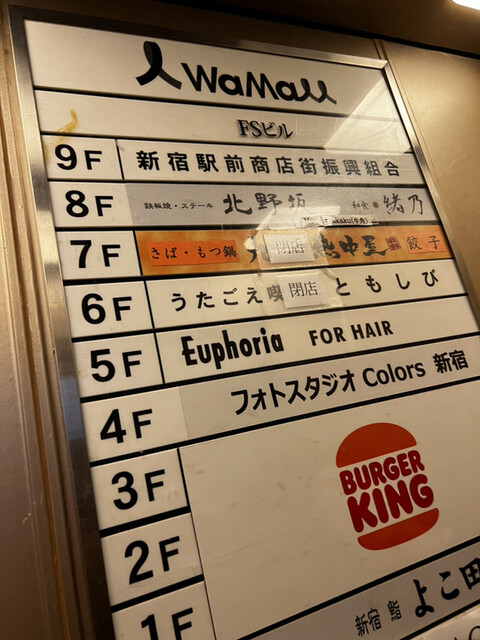 WaMall
FSビル
9F 新宿駅前商店街振興組合
8F 鉄板焼・ステーキ 北野坂 和食 緒乃
7F さば・もつ鍋 閉店 熱中屋 餃子
6F うたごえ喫 閉店 ともしび
5F Euphoria FOR HAIR
4F フォトスタジオ Colors 新宿
3F
BURGER
KING
2F
1F 新宿 鮨 よこ田